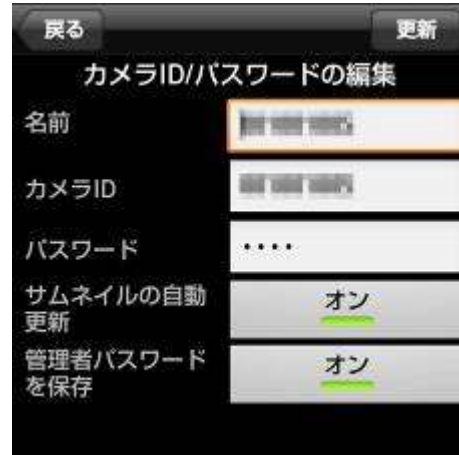 戻る
更新
カメラID/パスワードの編集
名前
カメラID
パスワード
････
サムネイルの自動
更新
オン
管理者パスワード
を保存
オン